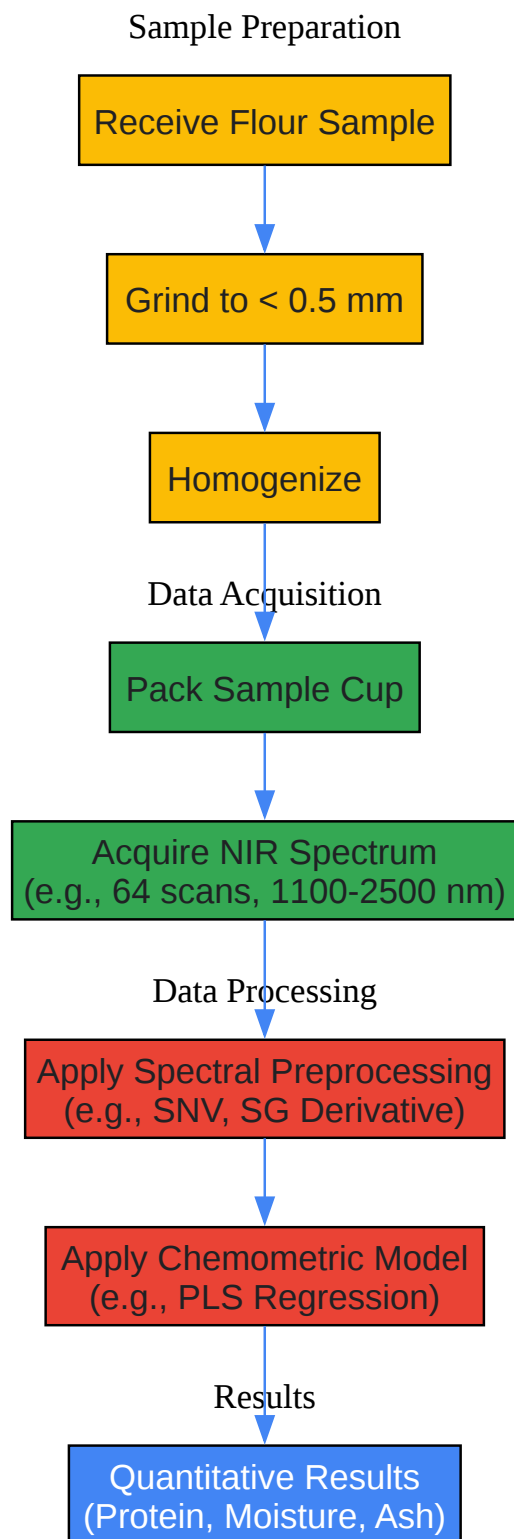 Sample Preparation
Receive Flour Sample
Grind to < 0.5 mm
Homogenize
Data Acquisition
Pack Sample Cup
Acquire NIR Spectrum
(e.g., 64 scans, 1100-2500 nm)
Data Processing
Apply Spectral Preprocessing
(e.g., SNV, SG Derivative)
Apply Chemometric Model
(e.g., PLS Regression)
Results
Quantitative Results
(Protein, Moisture, Ash)